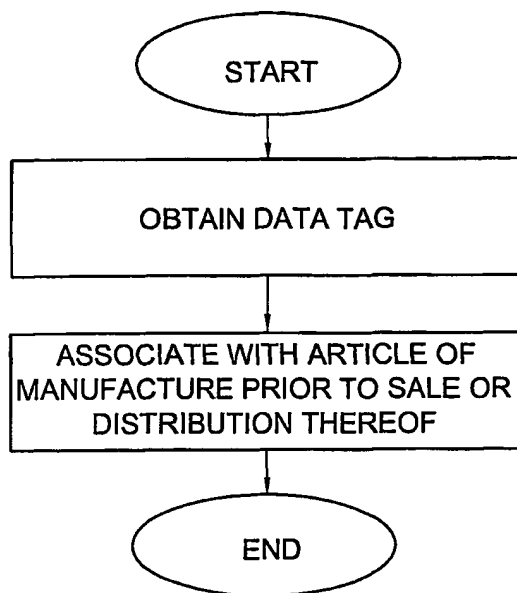 START
OBTAIN DATA TAG
ASSOCIATE WITH ARTICLE OF
MANUFACTURE PRIOR TO SALE OR
DISTRIBUTION THEREOF
END